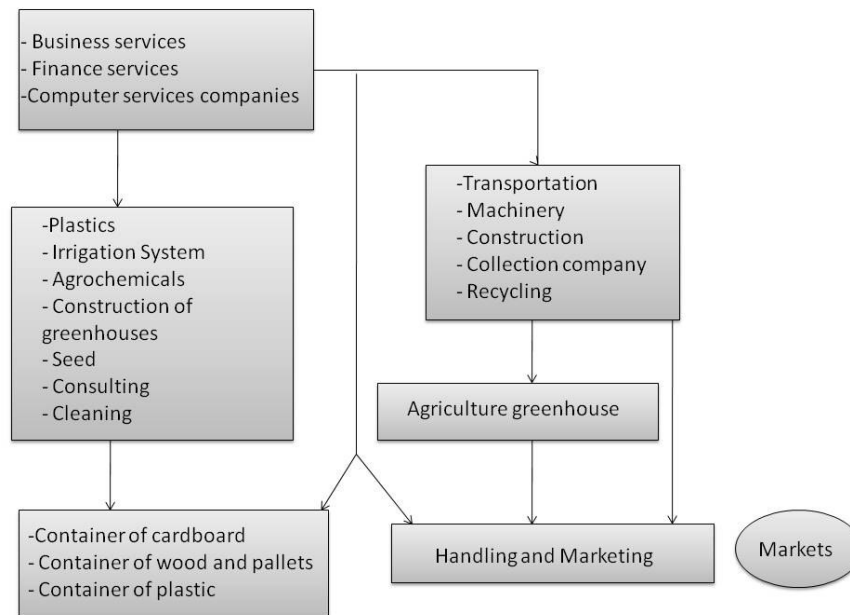 - Business services
- Finance services
-Computer services companies
-Transportation
- Machinery
- Construction
- Collection company
- Recycling
-Plastics
- Irrigation System
- Agrochemicals
- Construction of
greenhouses
- Seed
- Consulting
- Cleaning
Agriculture greenhouse
-Container of cardboard
- Container of wood and pallets
- Container of plastic
Handling and Marketing
Markets